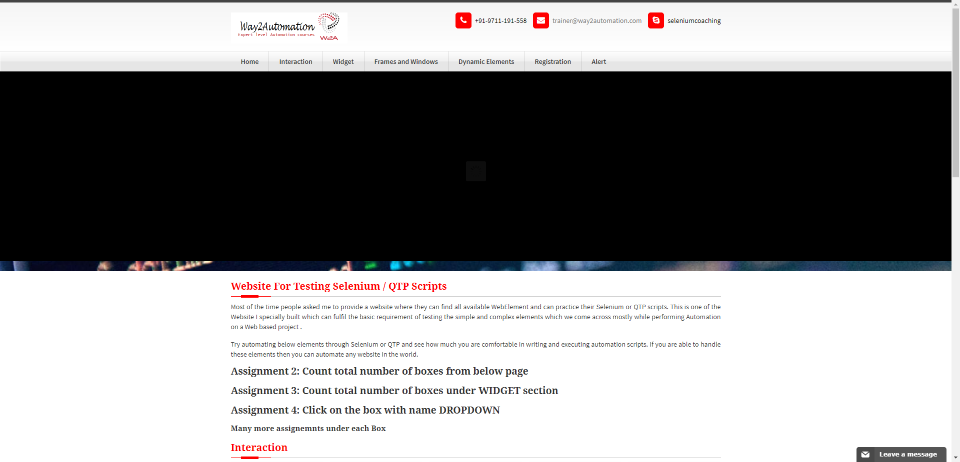 Way2Automation
Expert level Automation courses
W2A
+91-9711-191-558
trainer@way2automation.com
seleniumcoaching
Home
Interaction
Widget
Frames and Windows
Dynamic Elements
Registration
Alert
Website For Testing Selenium / QTP Scripts
Most of the time people asked me to provide a website where they can find all available WebElement and can practice their Selenium or QTP scripts. This is one of the
Website I specially built which can fulfil the basic requirement of testing the simple and complex elements which we come across mostly while performing Automation
on a Web based project .
Try automating below elements through Selenium or QTP and see how much you are comfortable in writing and executing automation scripts. If you are able to handle
these elements then you can automate any website in the world.
Assignment 2: Count total number of boxes from below page
Assignment 3: Count total number of boxes under WIDGET section
Assignment 4: Click on the box with name DROPDOWN
Many more assignemnts under each Box
Interaction
Leave a message